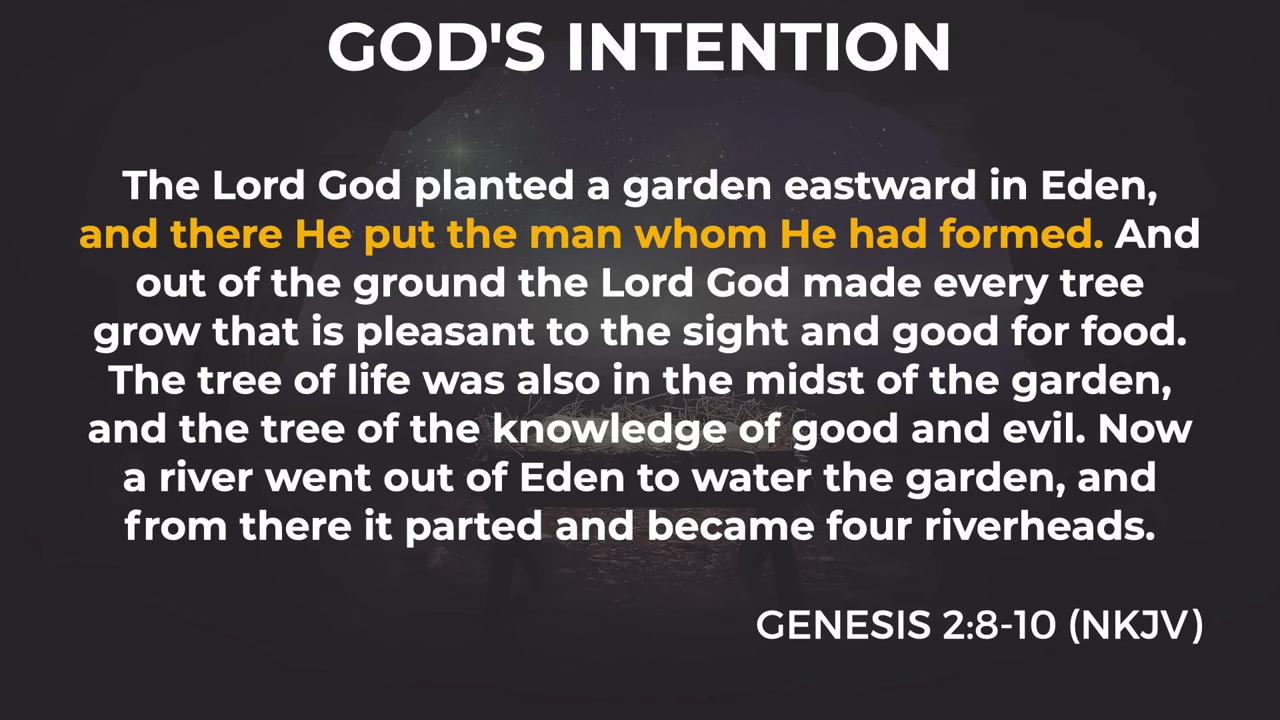 GOD'S INTENTION
The Lord God planted a garden eastward in Eden,
and there He put the man whom He had formed. And
out of the ground the Lord God made every tree
grow that is pleasant to the sight and good for food.
The tree of life was also in the midst of the garden,
and the tree of the knowledge of good and evil. Now
a river went out of Eden to water the garden, and
from there it parted and became four riverheads.
GENESIS 2:8-10 (NKJV)